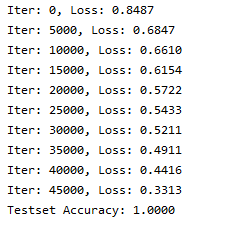 Iter: 0, Loss: 0.8487
Iter: 5000, Loss: 0.6847
Iter: 10000, Loss: 0.6610
Iter: 15000, Loss: 0.6154
Iter: 20000, Loss: 0.5722
Iter: 25000, Loss: 0.5433
Iter: 30000, Loss: 0.5211
Iter: 35000, Loss: 0.4911
Iter: 40000, Loss: 0.4416
Iter: 45000, Loss: 0.3313
Testset Accuracy: 1.0000